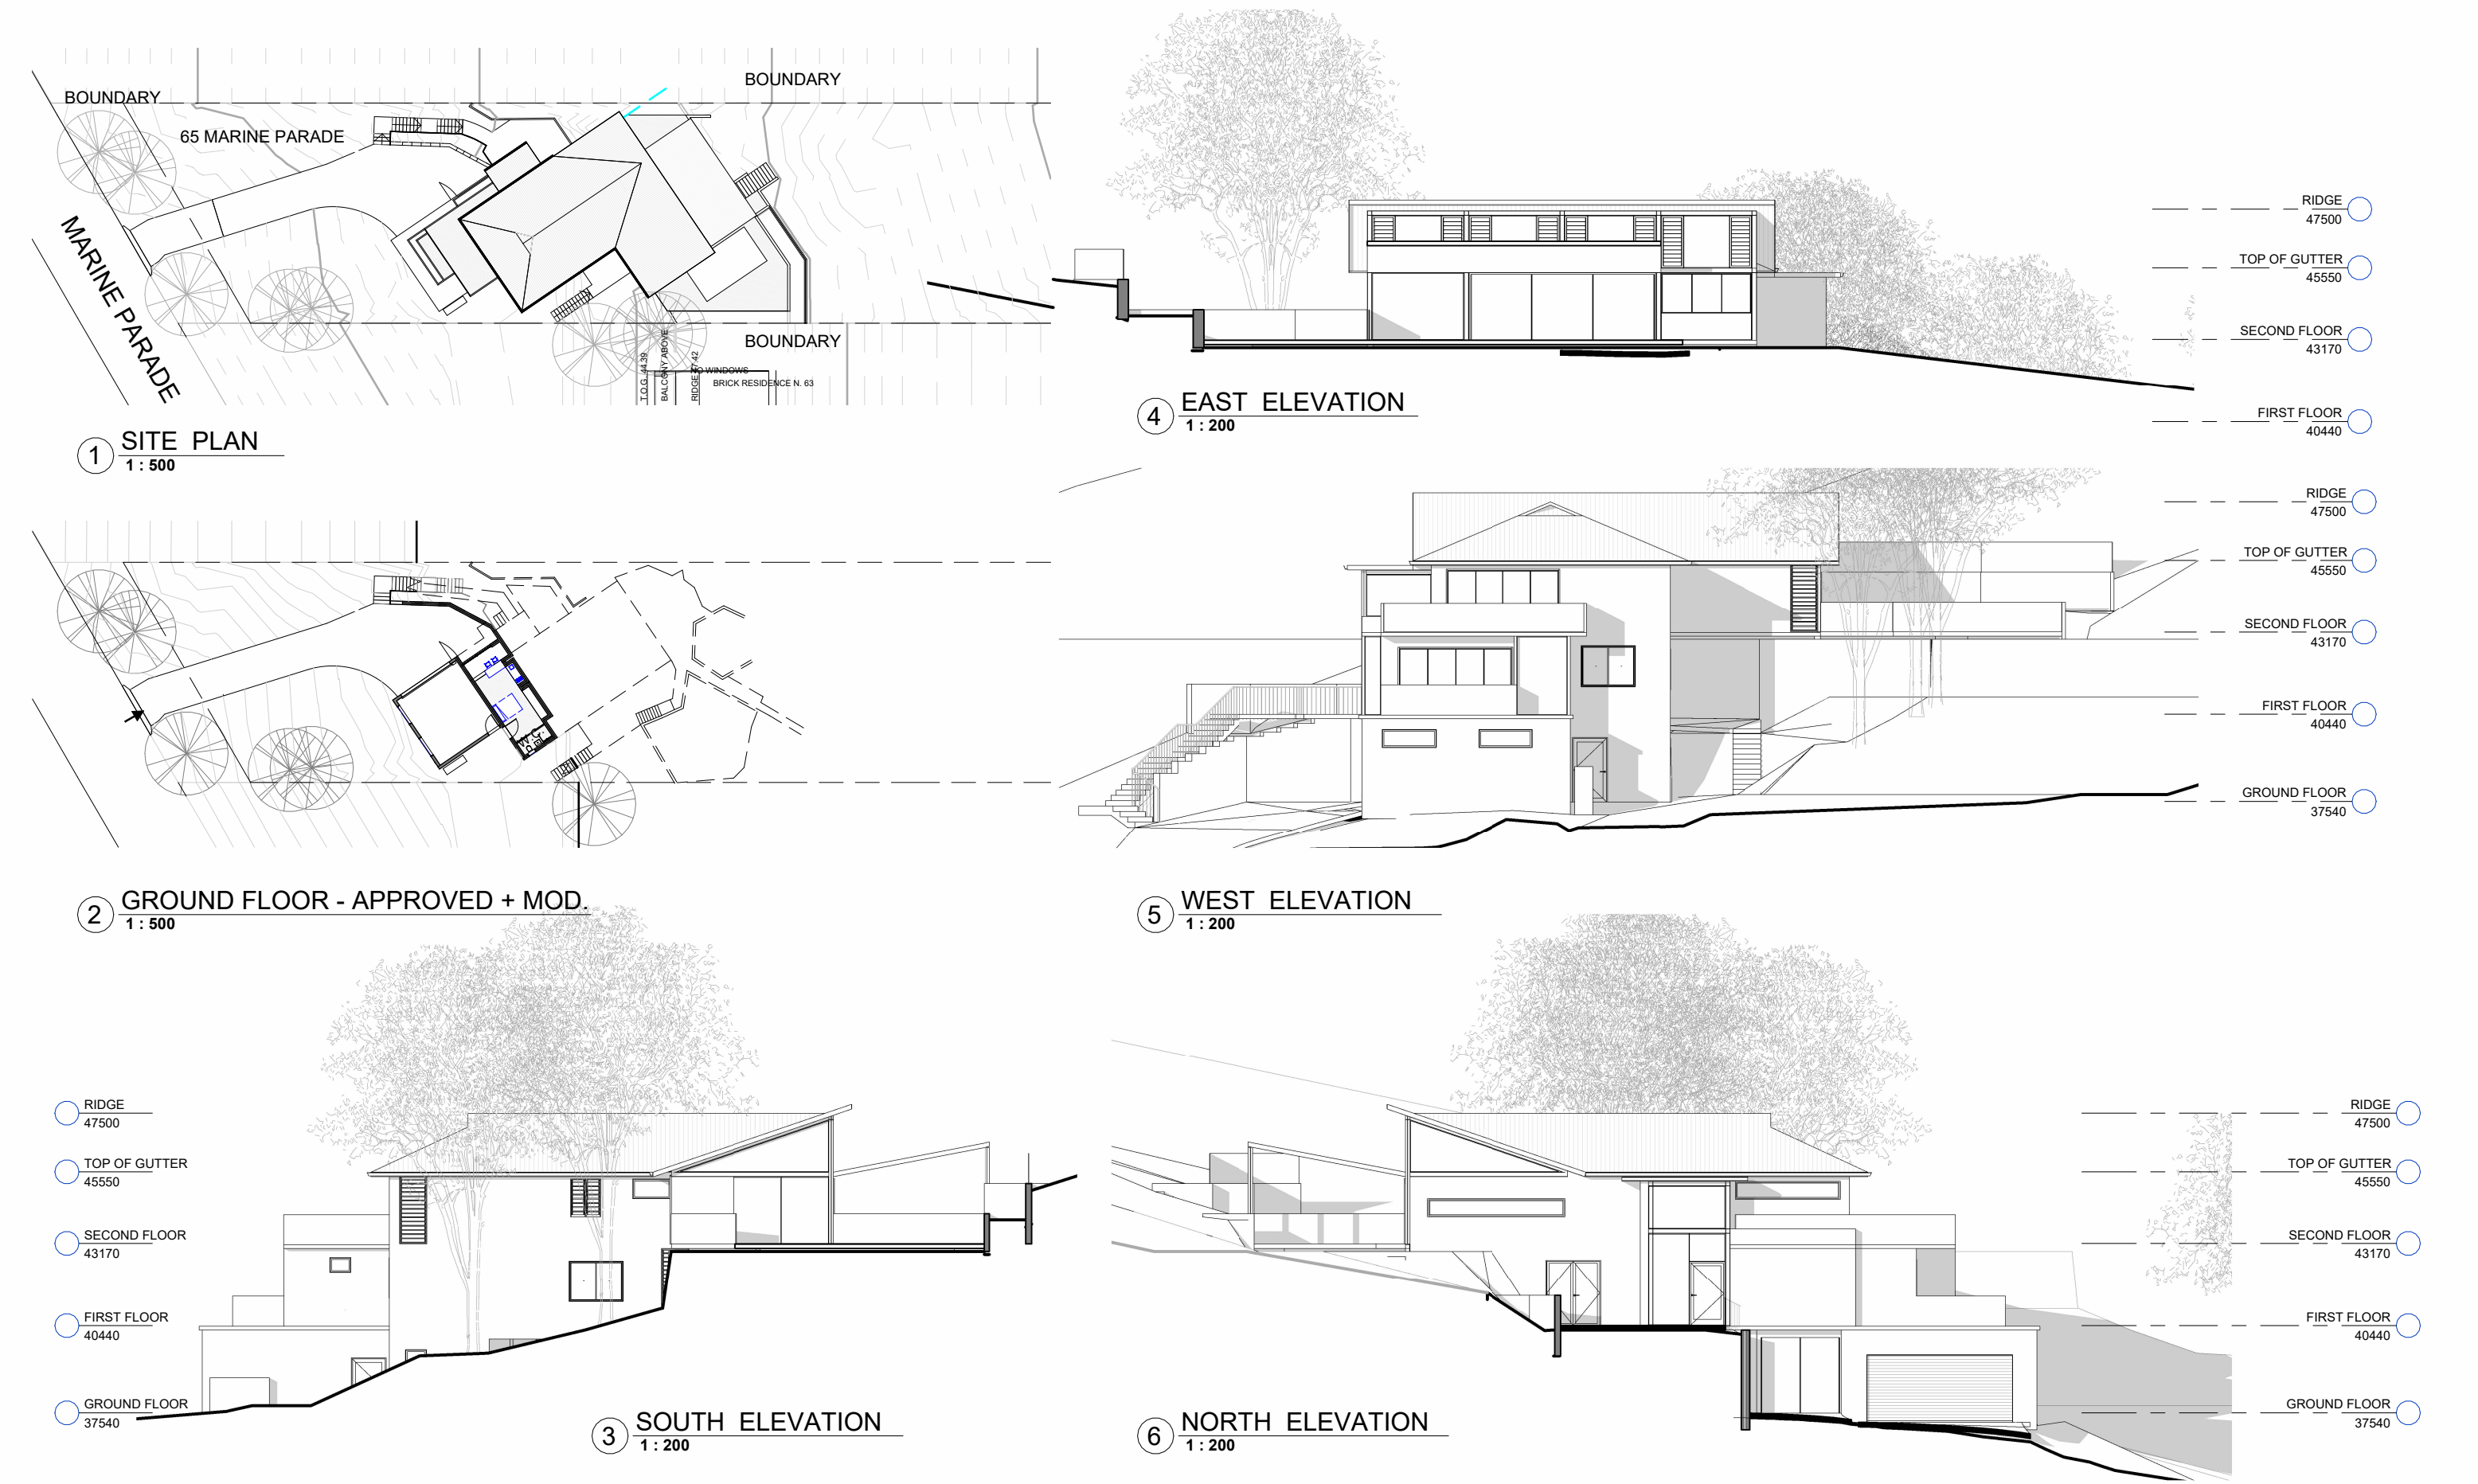 BOUNDARY
BOUNDARY
65 MARINE PARADE
MARINE PARADE
BOUNDARY
T.O.G. 44.39
BALCONY ABOVE
BRICK RESIDENCE N. 63
1
SITE PLAN
1 : 500
RIDGE
47500
TOP OF GUTTER
45550
SECOND FLOOR
43170
FIRST FLOOR
40440
4
EAST ELEVATION
1 : 200
2
GROUND FLOOR - APPROVED + MOD.
1 : 500
RIDGE
47500
TOP OF GUTTER
45550
SECOND FLOOR
43170
FIRST FLOOR
40440
GROUND FLOOR
37540
5
WEST ELEVATION
1 : 200
RIDGE
47500
TOP OF GUTTER
45550
SECOND FLOOR
43170
FIRST FLOOR
40440
GROUND FLOOR
37540
3
SOUTH ELEVATION
1 : 200
RIDGE
47500
TOP OF GUTTER
45550
SECOND FLOOR
43170
FIRST FLOOR
40440
GROUND FLOOR
37540
6
NORTH ELEVATION
1 : 200